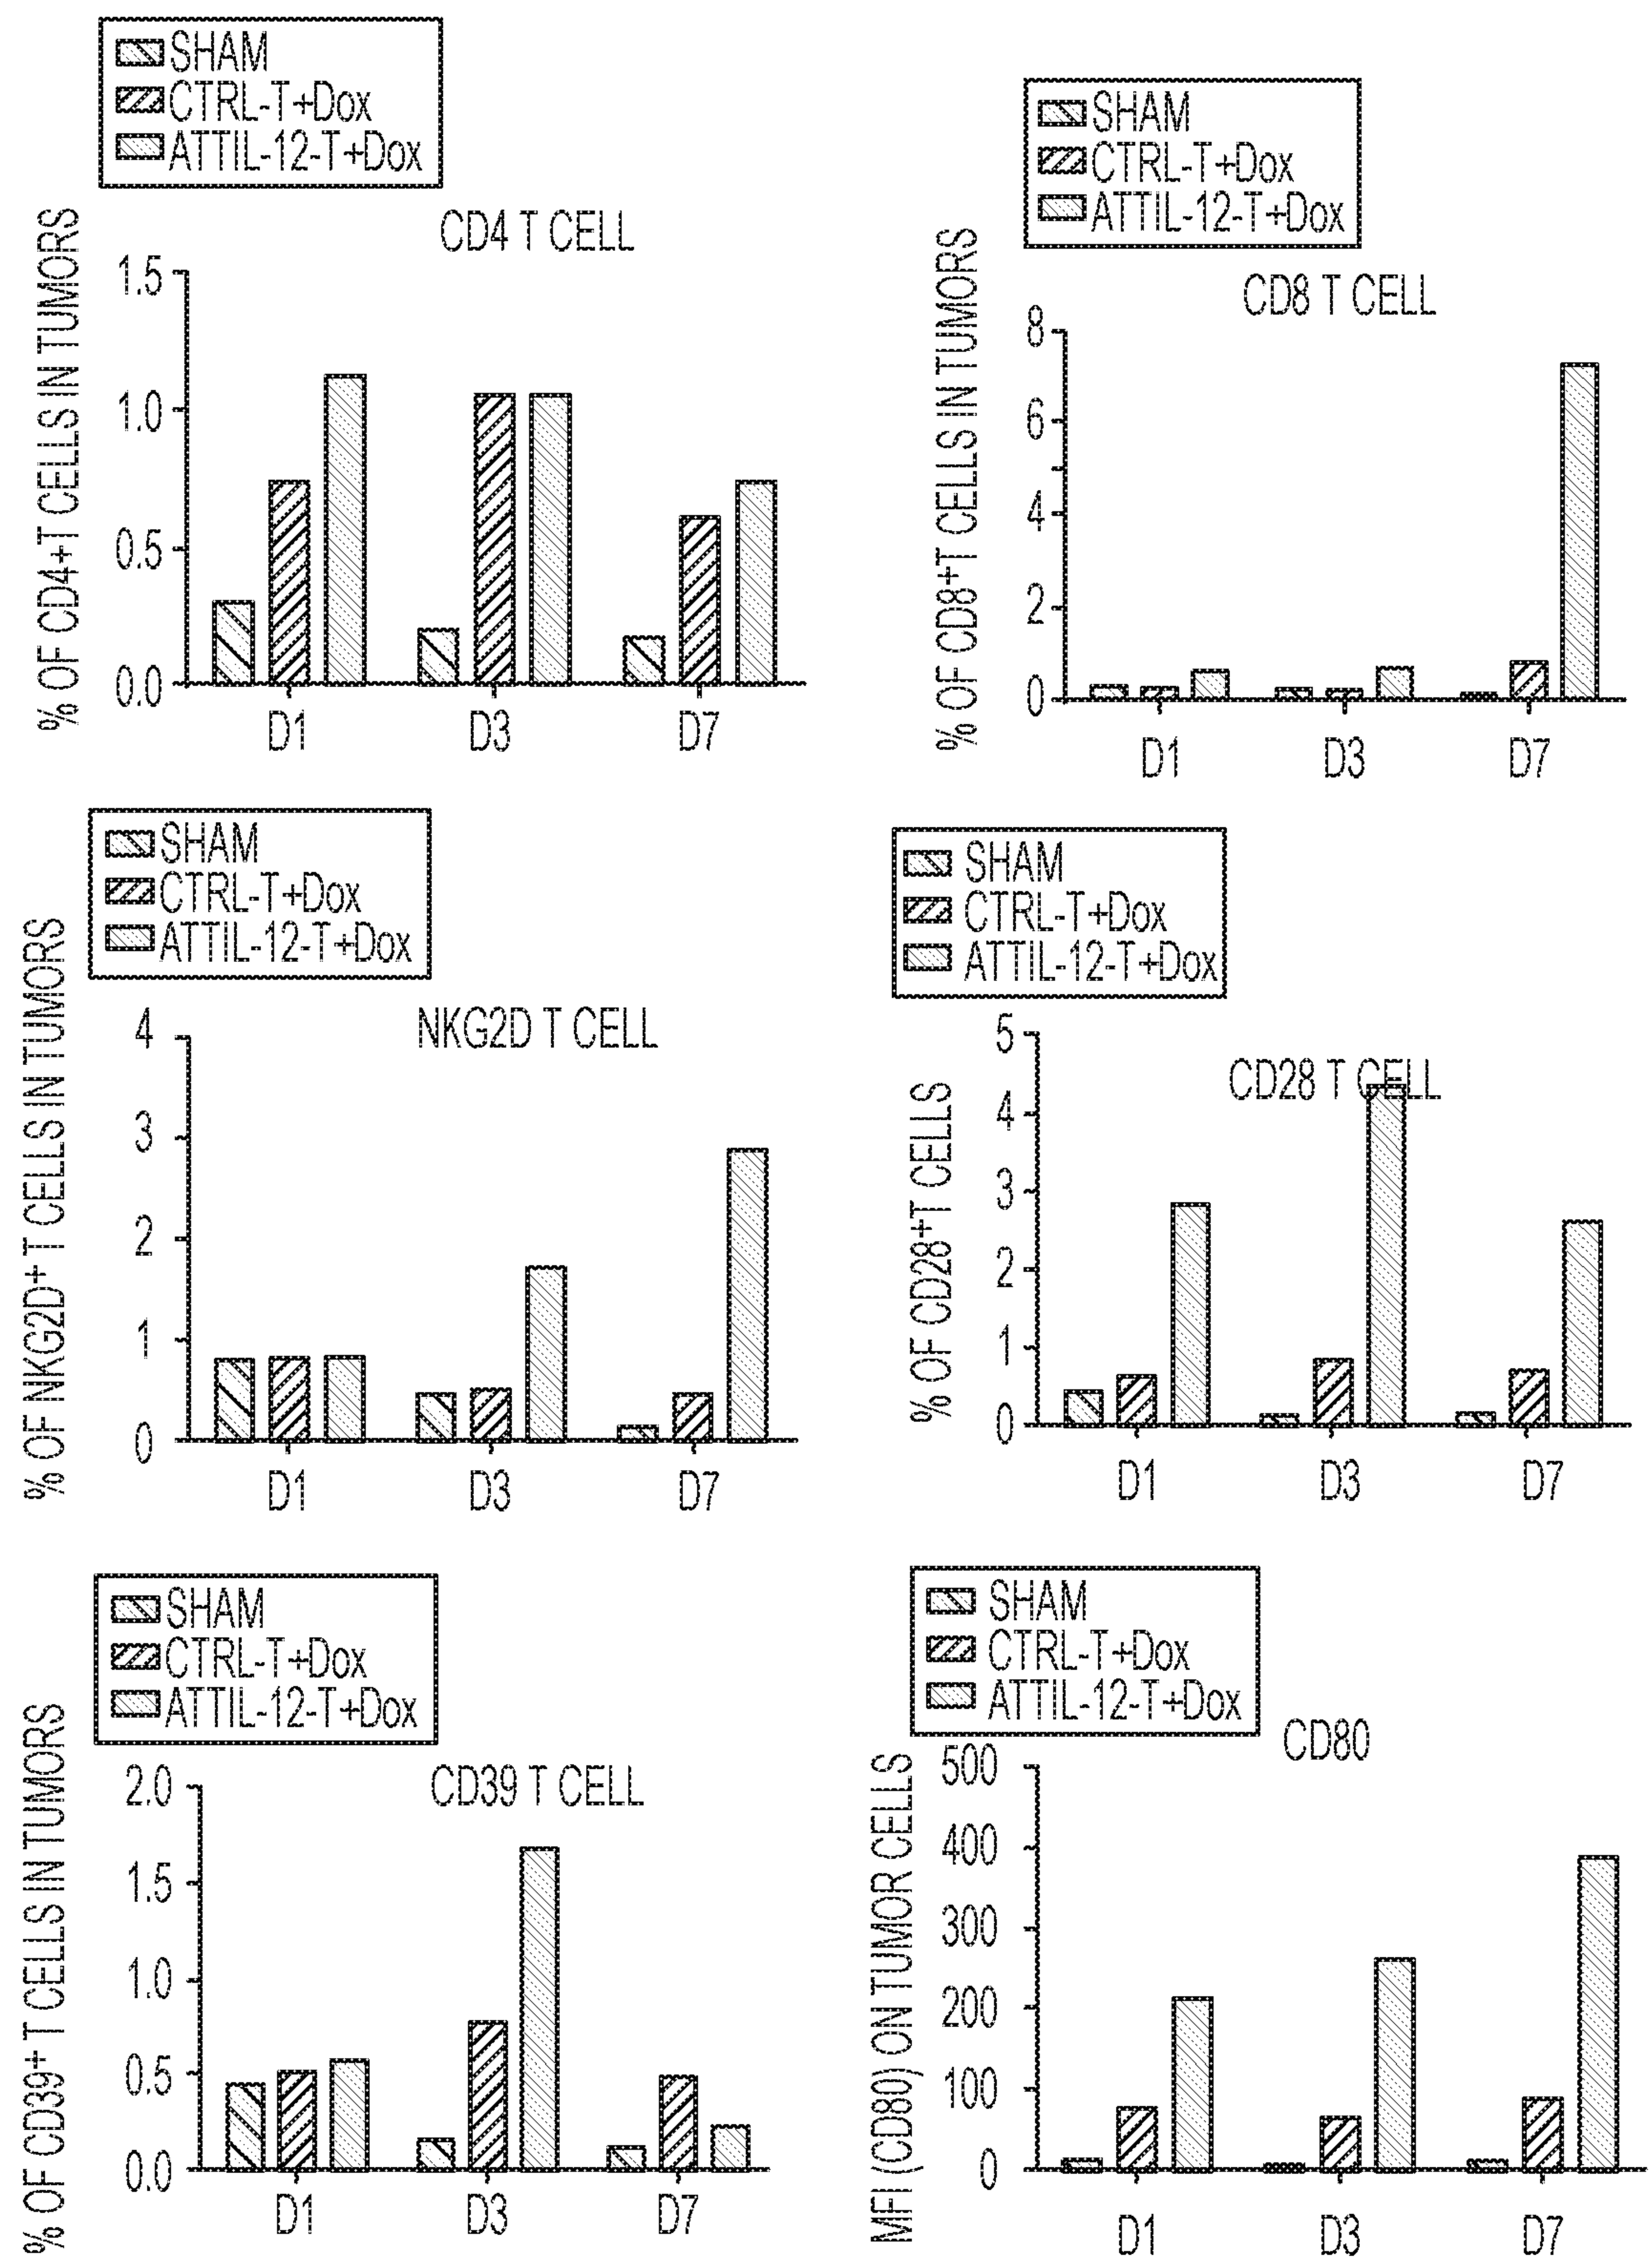 SHAM
CTRL-T+Dox
ATTIL-12-T+Dox
CD4 T CELL
% OF CD4+T CELLS IN TUMORS
1.5
1.0
0.5
0.0
D1 D3 D7
SHAM
CTRL-T+Dox
ATTIL-12-T+Dox
CD8 T CELL
% OF CD8+T CELLS IN TUMORS
8
6
4
2
0
D1 D3 D7
SHAM
CTRL-T+Dox
ATTIL-12-T+Dox
NKG2D T CELL
% OF NKG2D+ T CELLS IN TUMORS
4
3
2
1
0
D1 D3 D7
SHAM
CTRL-T+Dox
ATTIL-12-T+Dox
CD28 T CELL
% OF CD28+T CELLS
5
4
3
2
1
0
D1 D3 D7
SHAM
CTRL-T+Dox
ATTIL-12-T+Dox
CD39 T CELL
% OF CD39+ T CELLS IN TUMORS
2.0
1.5
1.0
0.5
0.0
D1 D3 D7
SHAM
CTRL-T+Dox
ATTIL-12-T+Dox
CD80
MFI (CD80) ON TUMOR CELLS
500
400
300
200
100
0
D1 D3 D7